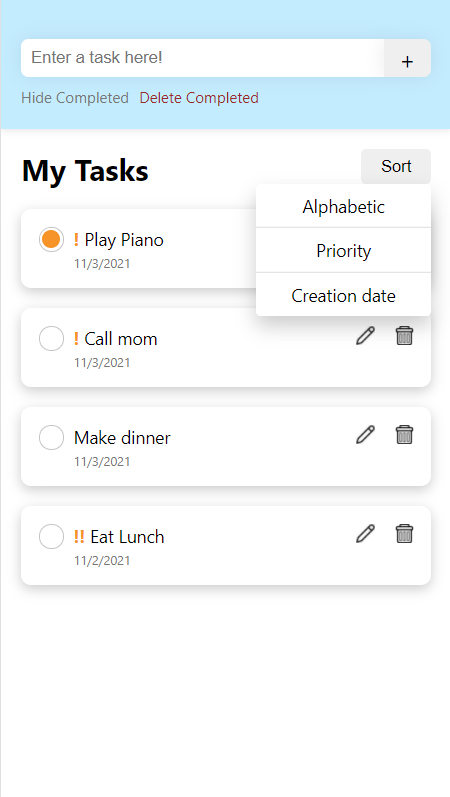 Enter a task here!
+
Hide Completed Delete Completed
My Tasks
Sort
Alphabetic
Priority
Creation date
! Play Piano
11/3/2021
! Call mom
11/3/2021
Make dinner
11/3/2021
!! Eat Lunch
11/2/2021